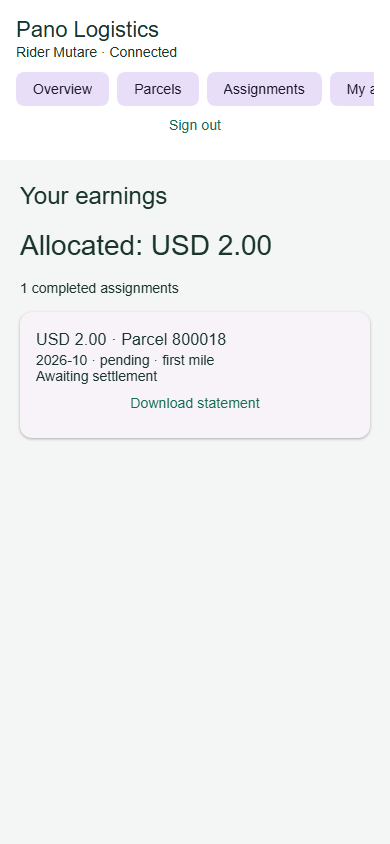 Pano Logistics
Rider Mutare · Connected
Overview
Parcels
Assignments
My a
Sign out
Your earnings
Allocated: USD 2.00
1 completed assignments
USD 2.00 · Parcel 800018
2026-10 · pending · first mile
Awaiting settlement
Download statement